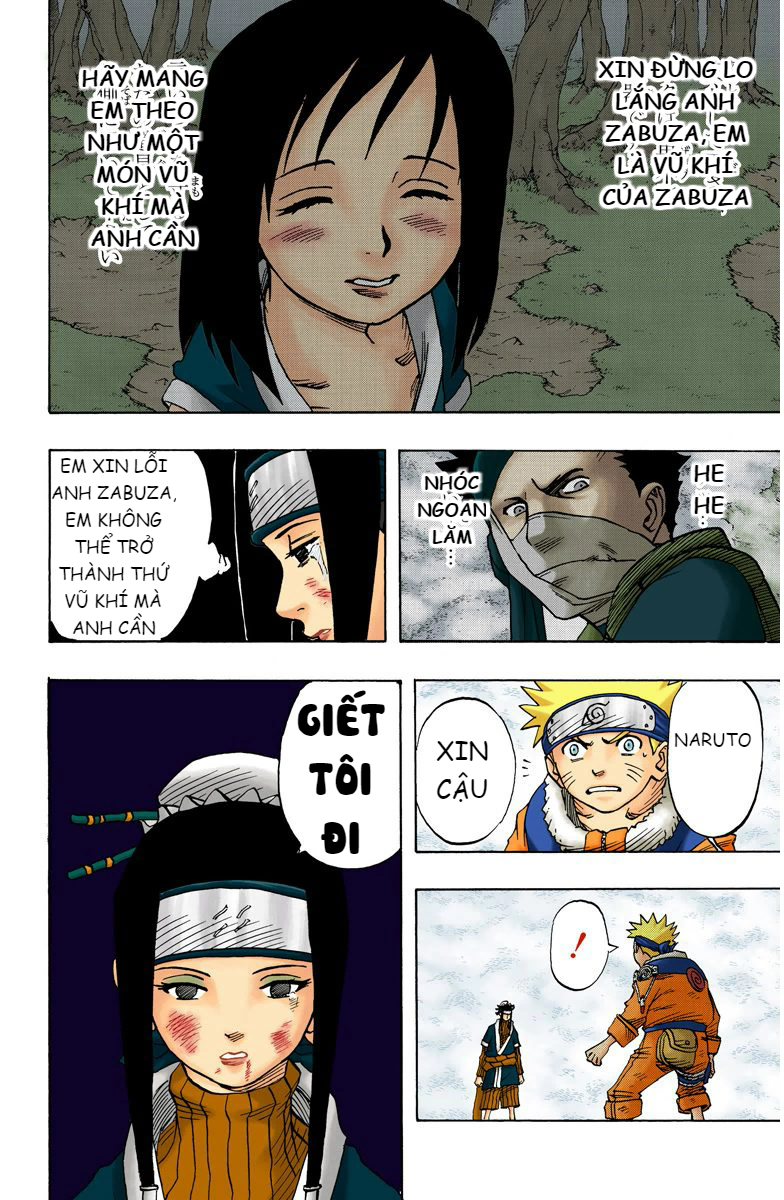 XIN ĐỪNG LO
LẮNG ANH
ZABUZA, EM
LÀ VŨ KHÍ
CỦA ZABUZA
HÃY MANG
EM THEO
NHƯ MỘT
MÓN VŨ
KHÍ MÀ
ANH CẦN
HE
HE
...
NHÓC
NGOAN
LẮM
...
EM XIN LỖI
ANH ZABUZA,
EM KHÔNG
THỂ TRỞ
THÀNH THỨ
VŨ KHÍ MÀ
ANH CẦN
NARUTO
XIN
CẬU
!
GIẾT
TÔI
ĐI